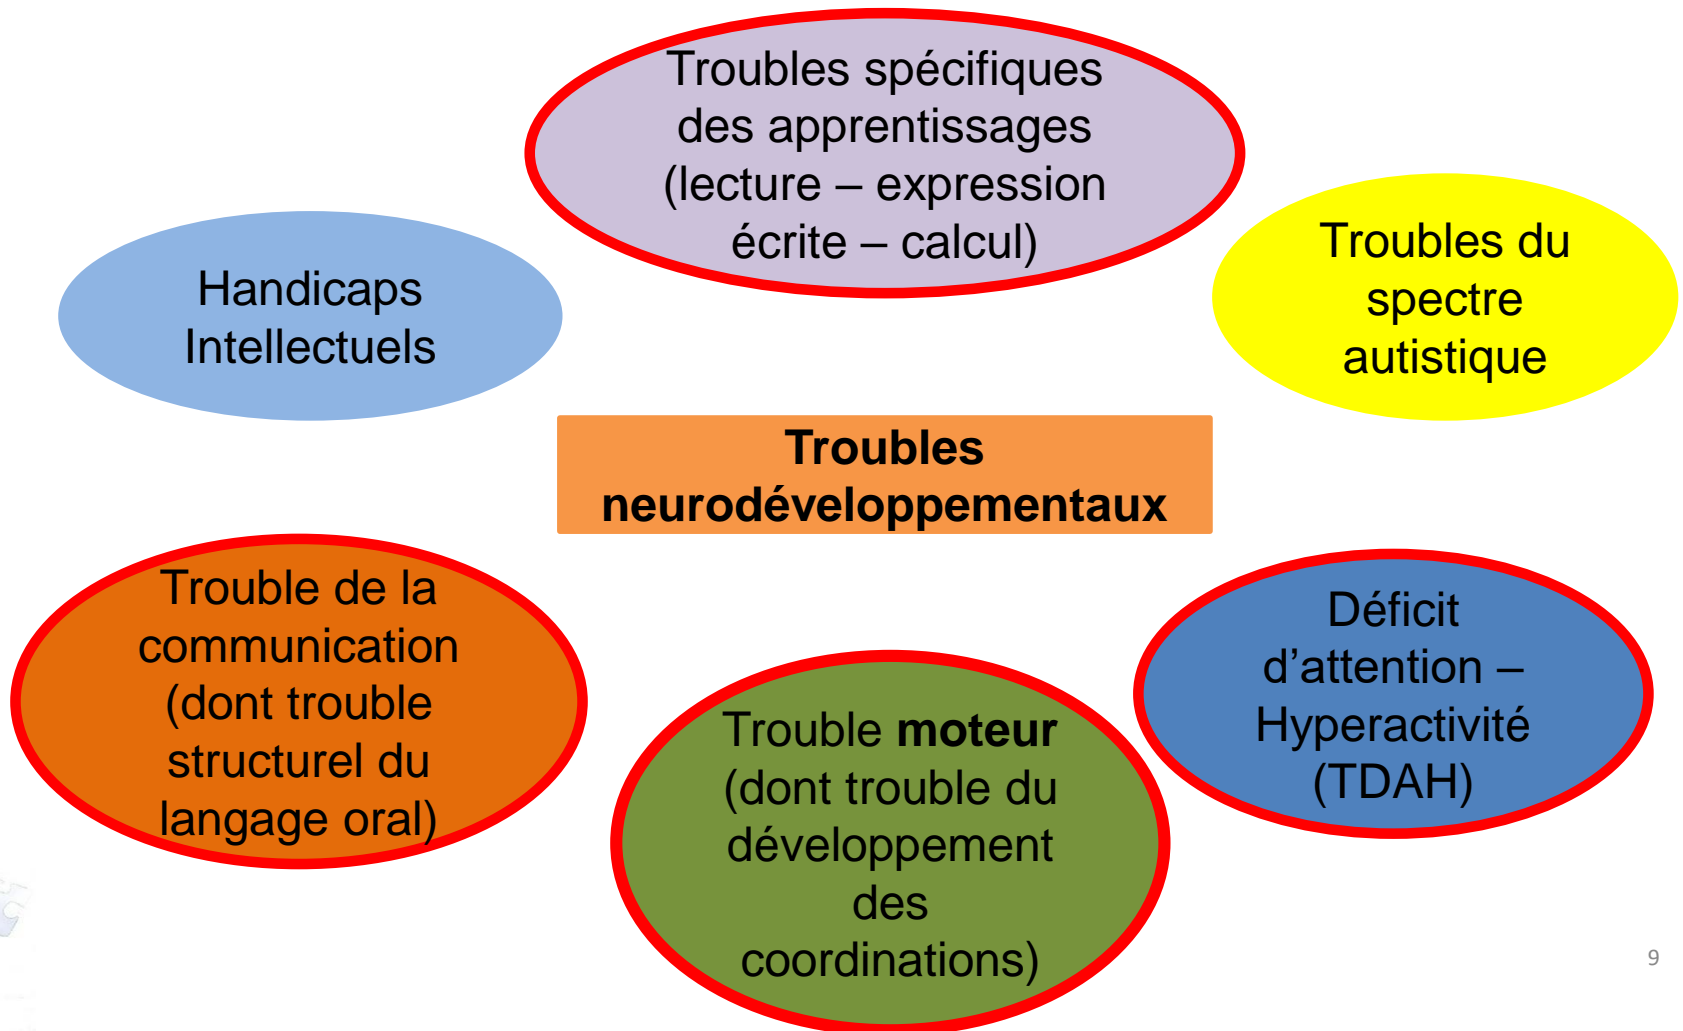 Troubles spécifiques
des apprentissages
(lecture – expression
écrite – calcul)
Handicaps
Intellectuels
Troubles du
spectre
autistique
Troubles
neurodéveloppementaux
Trouble de la
communication
(dont trouble
structurel du
langage oral)
Trouble moteur
(dont trouble du
développement
des
coordinations)
Déficit
d’attention –
Hyperactivité
(TDAH)
9